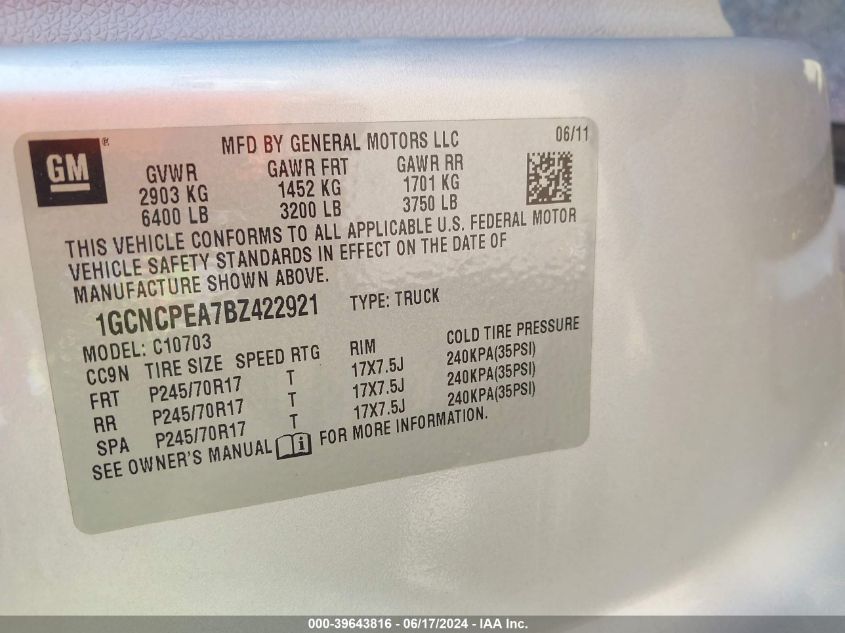 GM ®
MFD BY GENERAL MOTORS LLC 06/11
GVWR GAWR FRT GAWR RR
2903 KG 1452 KG 1701 KG
6400 LB 3200 LB 3750 LB
THIS VEHICLE CONFORMS TO ALL APPLICABLE U.S. FEDERAL MOTOR
VEHICLE SAFETY STANDARDS IN EFFECT ON THE DATE OF
MANUFACTURE SHOWN ABOVE.
1GCNCPEA7BZ422921 TYPE: TRUCK
MODEL: C10703
CC9N TIRE SIZE SPEED RTG RIM COLD TIRE PRESSURE
FRT P245/70R17 T 17X7.5J 240KPA(35PSI)
RR P245/70R17 T 17X7.5J 240KPA(35PSI)
SPA P245/70R17 T 17X7.5J 240KPA(35PSI)
SEE OWNER'S MANUAL i FOR MORE INFORMATION.
000-39643816 - 06/17/2024 - IAA Inc.